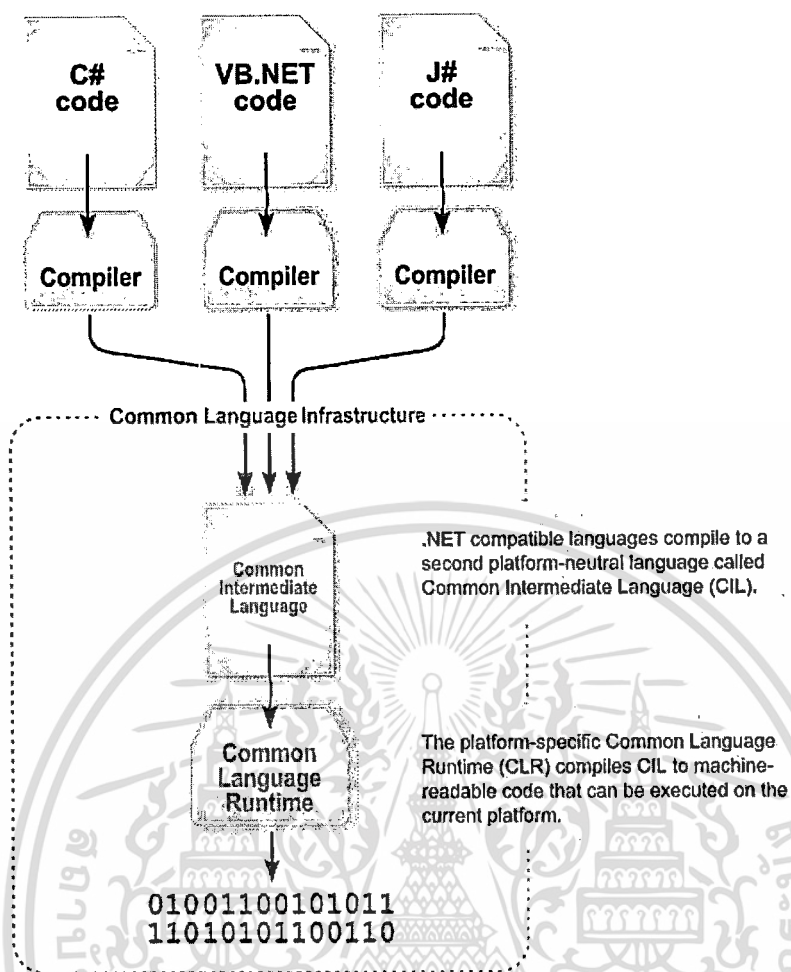 C#
code
VB.NET
code
J#
code
Compiler
Compiler
Compiler
Common Language Infrastructure
Common
Intermediate
Language
.NET compatible languages compile to a
second platform-neutral language called
Common Intermediate Language (CIL).
Common
Language
Runtime
The platform-specific Common Language
Runtime (CLR) compiles CIL to machine-
readable code that can be executed on the
current platform.
01001100101011
11010101100110